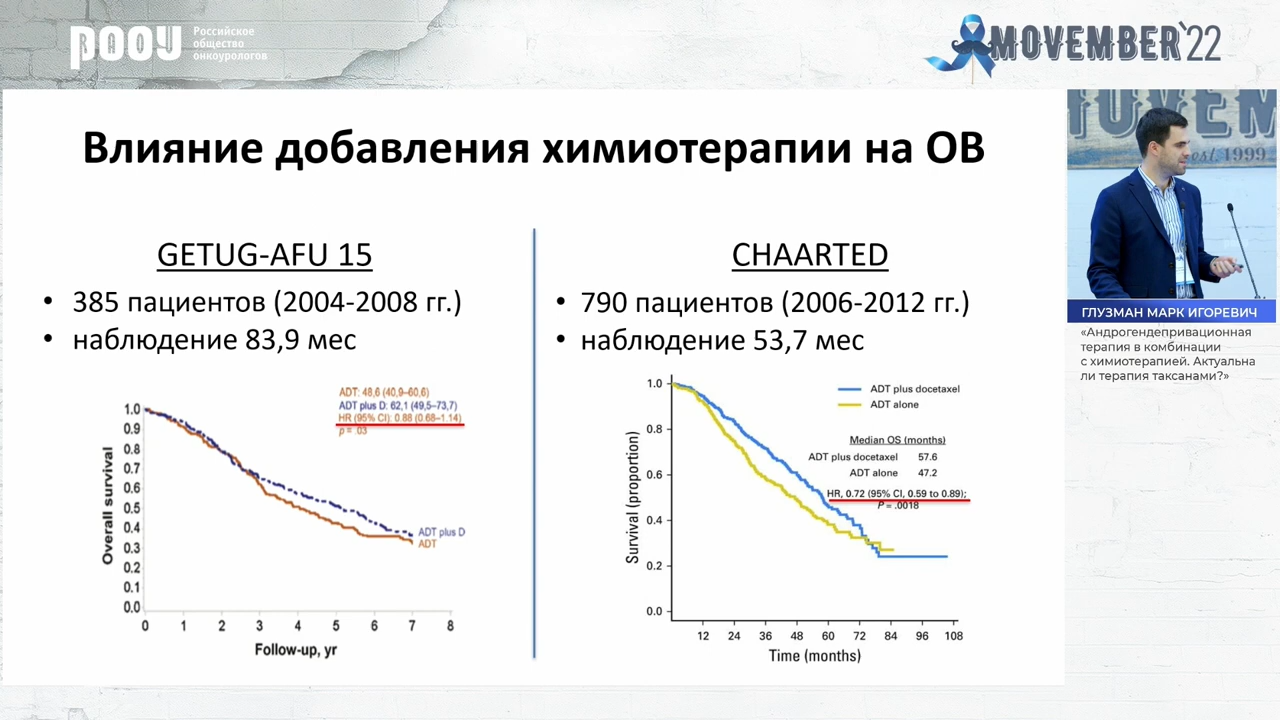 РООУ
RAOU
Российское
общество
онкоурологов
MOVEMBER'22
Влияние добавления химиотерапии на ОВ
GETUG-AFU 15
• 385 пациентов (2004-2008 гг.)
• наблюдение 83,9 мес
ADT: 48,6 (40,9–60,6)
ADT plus D: 62,1 (49,5–73,7)
HR (95% CI): 0.88 (0.68–1.14)
p = .03
Overall survival
1.0
0.9
0.8
0.7
0.6
0.5
0.4
0.3
0.2
0.1
0.0
ADT plus D
ADT
0 1 2 3 4 5 6 7 8
Follow-up, yr
CHAARTED
• 790 пациентов (2006-2012 гг.)
• наблюдение 53,7 мес
ADT plus docetaxel
ADT alone
Median OS (months)
ADT plus docetaxel 57.6
ADT alone 47.2
HR, 0.72 (95% CI, 0.59 to 0.89);
P = .0018
Survival (proportion)
1.0
0.8
0.6
0.4
0.2
0.0
12 24 36 48 60 72 84 96 108
Time (months)
MOVEM
est. 1999
ГЛУЗМАН МАРК ИГОРЕВИЧ
«Андрогендепривационная
терапия в комбинации
с химиотерапией. Актуальна
ли терапия таксанами?»